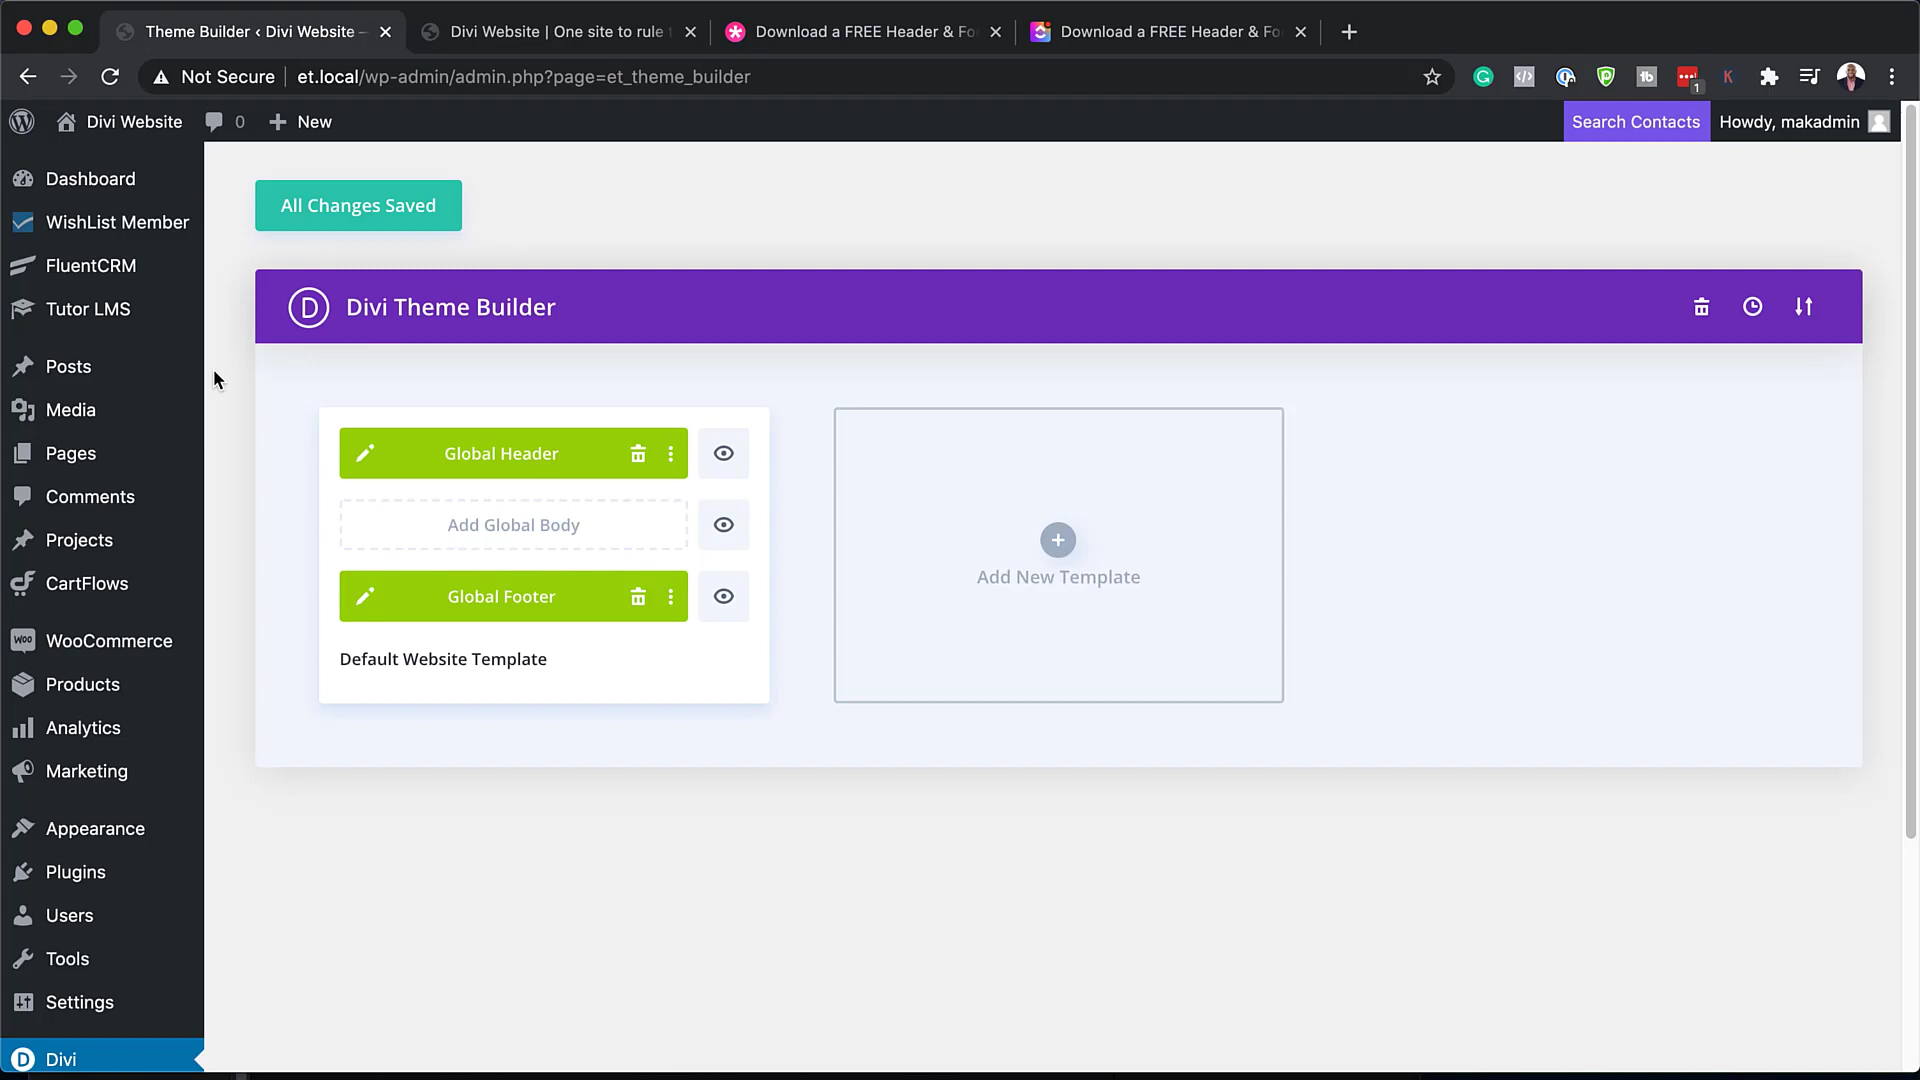 Theme Builder ‹ Divi Website —
Divi Website | One site to rule
Download a FREE Header & Fo
Download a FREE Header & Fo
Not Secure
et.local/wp-admin/admin.php?page=et_theme_builder
1
Divi Website
0
New
Search Contacts
Howdy, makadmin
Dashboard
WishList Member
FluentCRM
Tutor LMS
Posts
Media
Pages
Comments
Projects
CartFlows
WooCommerce
Products
Analytics
Marketing
Appearance
Plugins
Users
Tools
Settings
Divi
All Changes Saved
D
Divi Theme Builder
Global Header
Add Global Body
Global Footer
Default Website Template
Add New Template